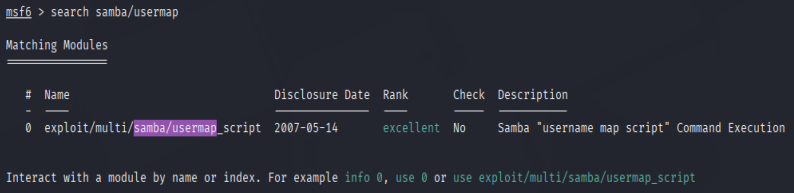 msf6 > search samba/usermap
Matching Modules
================
# Name Disclosure Date Rank Check Description
- ---- --------------- ---- ----- -----------
0 exploit/multi/samba/usermap_script 2007-05-14 excellent No Samba "username map script" Command Execution
Interact with a module by name or index. For example info 0, use 0 or use exploit/multi/samba/usermap_script